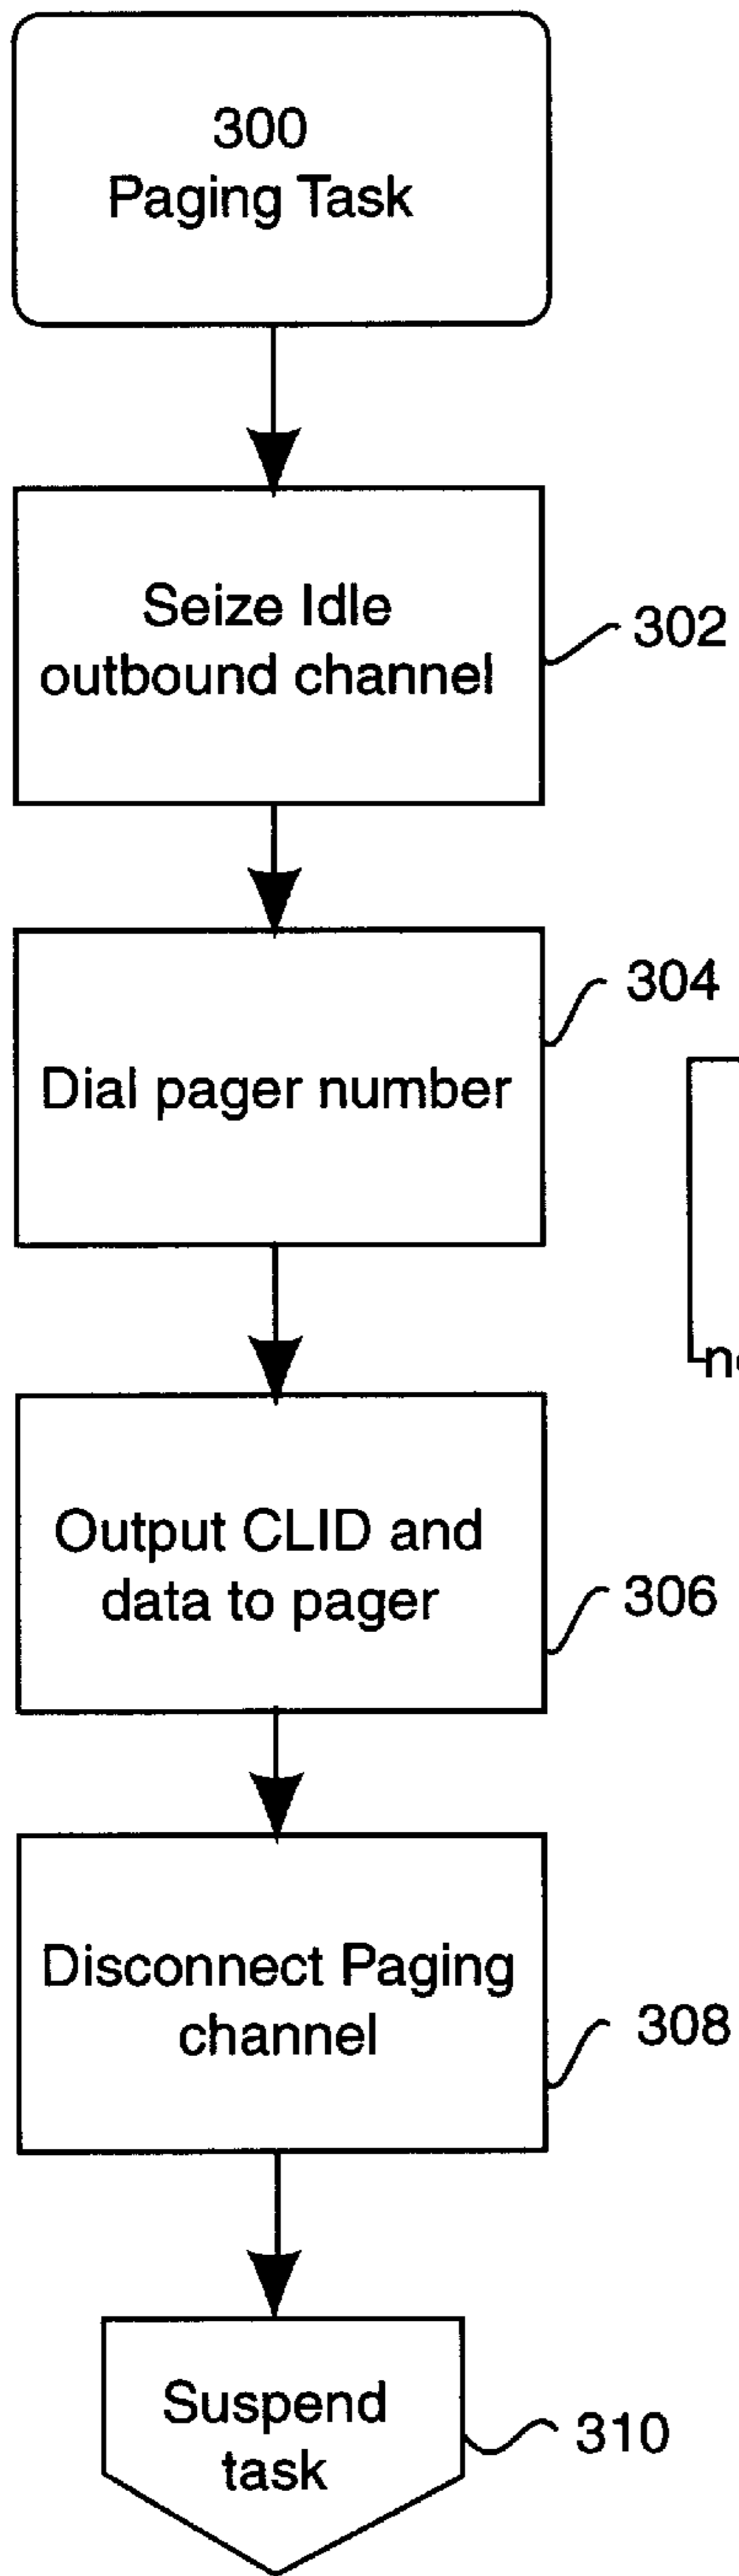 300
Paging Task
Seize Idle
outbound channel
302
304
Dial pager number
Output CLID and
data to pager
306
Disconnect Paging
channel
308
Suspend
task
310